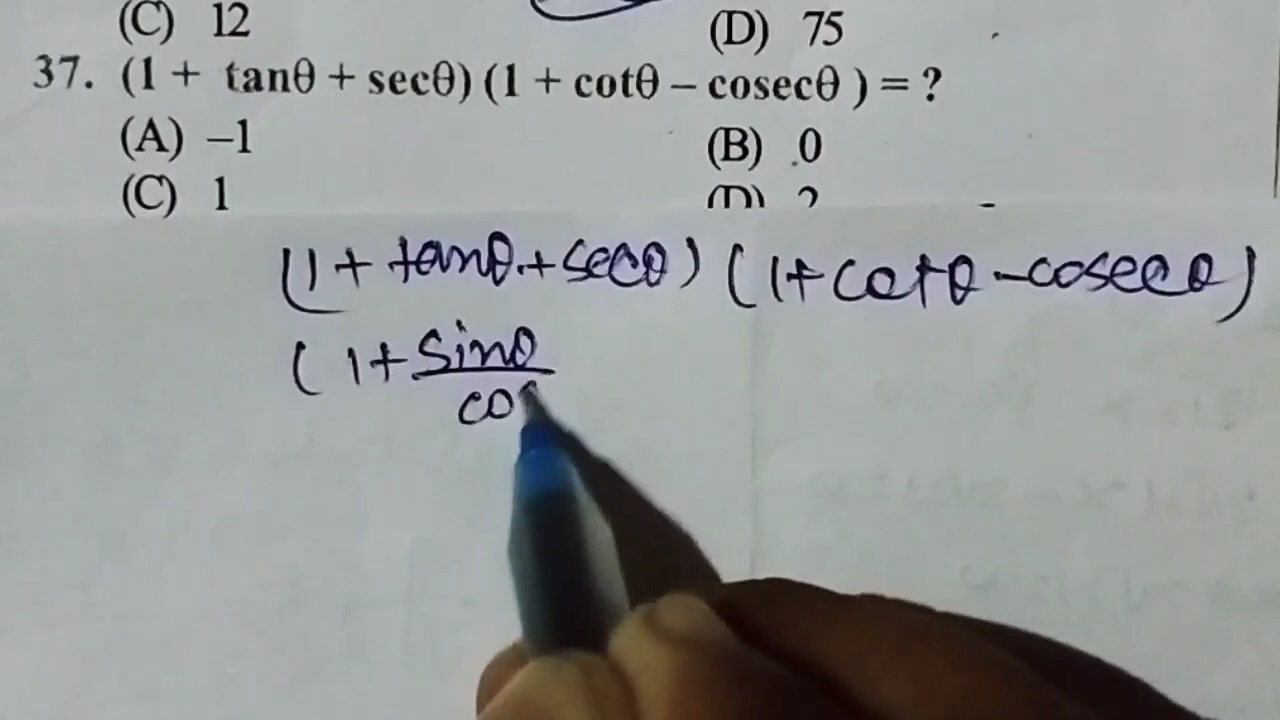 (C) 12 (D) 75
37. (1 + tanθ + secθ) (1 + cotθ – cosecθ ) = ?
(A) –1 (B) 0
(C) 1
(1 + tanθ + secθ) (1 + cotθ - cosecθ)
( 1 + sinθ
cos